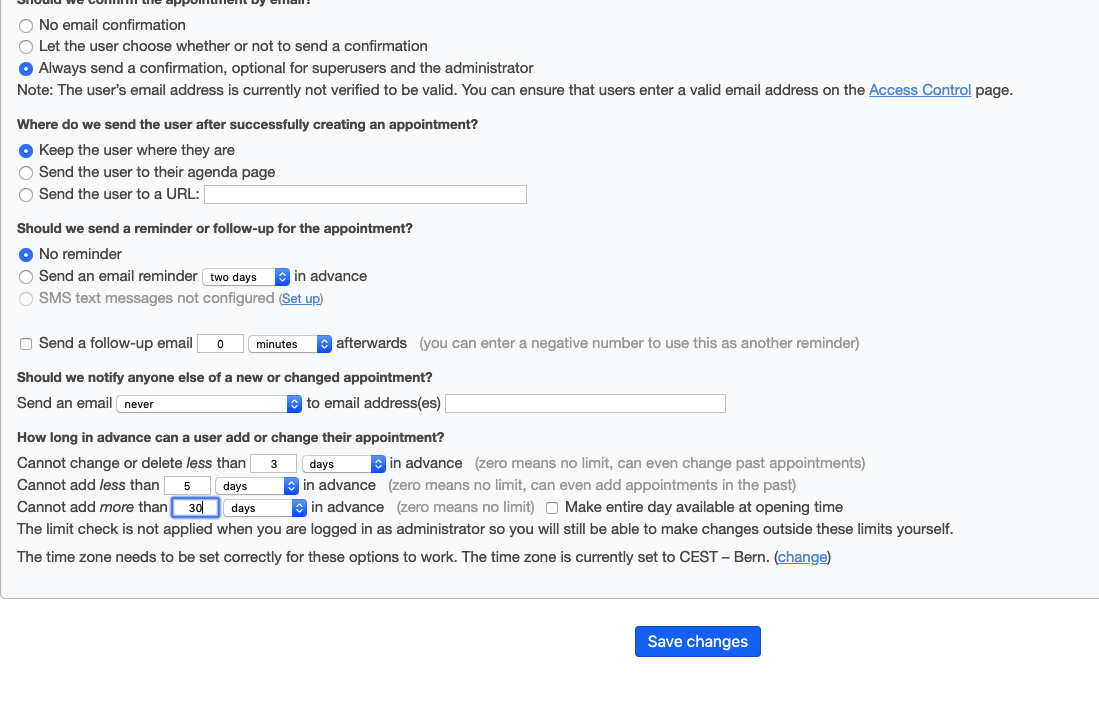 Should we confirm the appointment by email?
No email confirmation
Let the user choose whether or not to send a confirmation
Always send a confirmation, optional for superusers and the administrator
Note: The user’s email address is currently not verified to be valid. You can ensure that users enter a valid email address on the Access Control page.
Where do we send the user after successfully creating an appointment?
Keep the user where they are
Send the user to their agenda page
Send the user to a URL:
Should we send a reminder or follow-up for the appointment?
No reminder
Send an email reminder two days in advance
SMS text messages not configured (Set up)
Send a follow-up email 0 minutes afterwards (you can enter a negative number to use this as another reminder)
Should we notify anyone else of a new or changed appointment?
Send an email never to email address(es)
How long in advance can a user add or change their appointment?
Cannot change or delete less than 3 days in advance (zero means no limit, can even change past appointments)
Cannot add less than 5 days in advance (zero means no limit, can even add appointments in the past)
Cannot add more than 30 days in advance (zero means no limit) Make entire day available at opening time
The limit check is not applied when you are logged in as administrator so you will still be able to make changes outside these limits yourself.
The time zone needs to be set correctly for these options to work. The time zone is currently set to CEST – Bern. (change)
Save changes